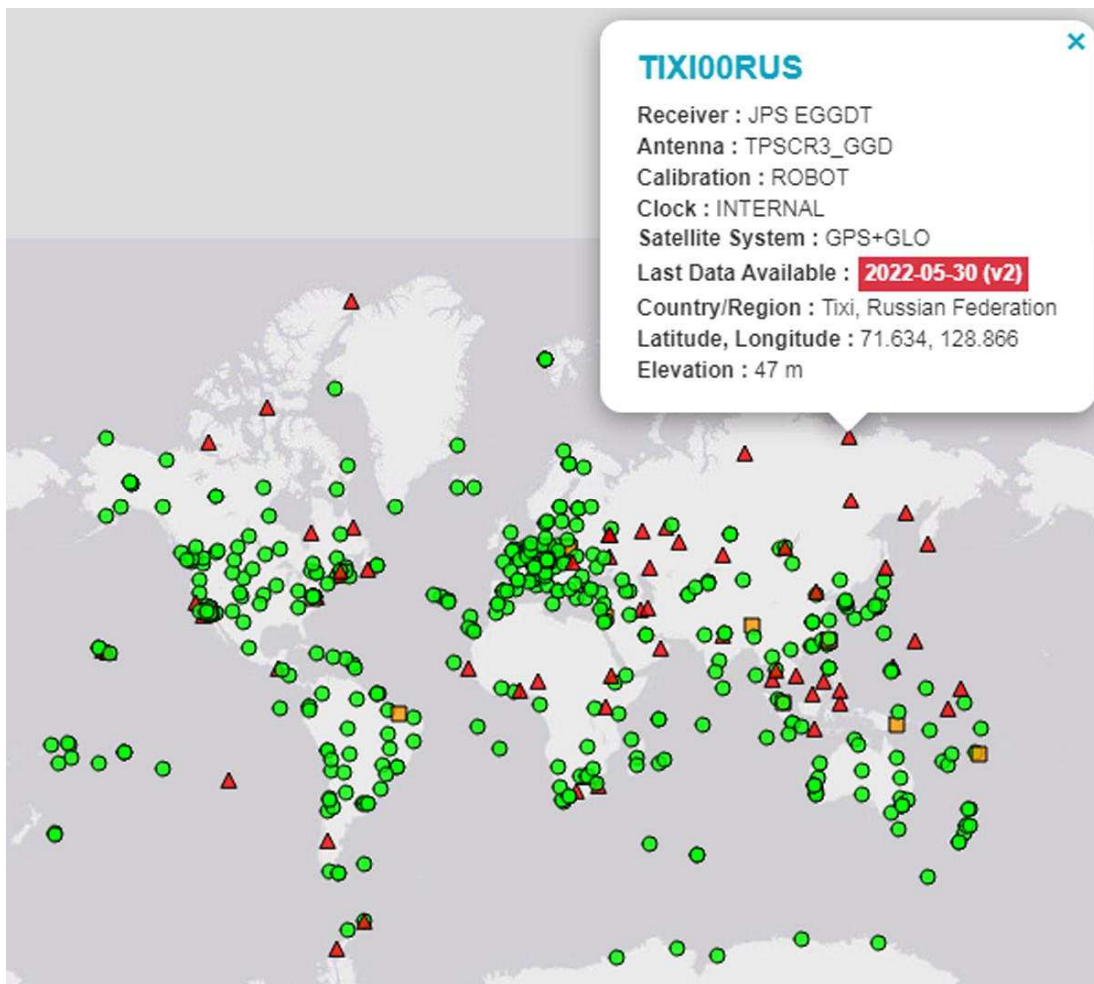 ×
TIXI00RUS
Receiver : JPS EGGDT
Antenna : TPSCR3_GGD
Calibration : ROBOT
Clock : INTERNAL
Satellite System : GPS+GLO
Last Data Available : 2022-05-30 (v2)
Country/Region : Tixi, Russian Federation
Latitude, Longitude : 71.634, 128.866
Elevation : 47 m